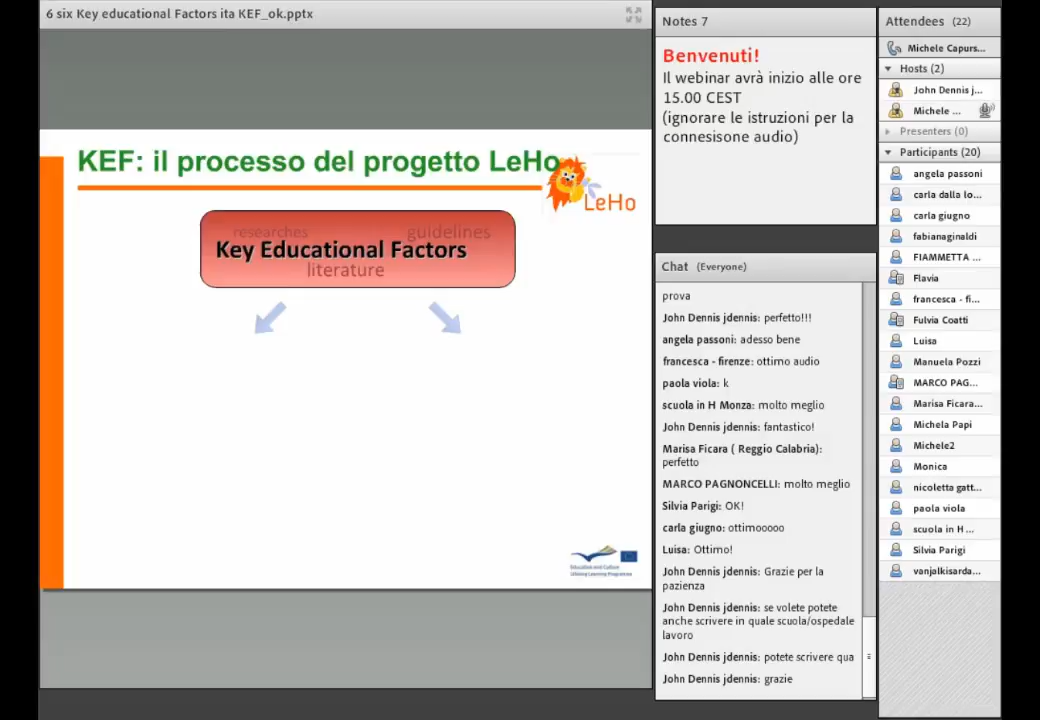 6 six Key educational Factors ita KEF_ok.pptx
KEF: il processo del progetto LeHo
LeHo
researches
guidelines
Key Educational Factors
literature
Education and Culture
Lifelong Learning Programme
Notes 7
Benvenuti!
Il webinar avrà inizio alle ore
15.00 CEST
(ignorare le istruzioni per la
connesisone audio)
Chat (Everyone)
prova
John Dennis jdennis: perfetto!!!
angela passoni: adesso bene
francesca - firenze: ottimo audio
paola viola: k
scuola in H Monza: molto meglio
John Dennis jdennis: fantastico!
Marisa Ficara ( Reggio Calabria):
perfetto
MARCO PAGNONCELLI: molto meglio
Silvia Parigi: OK!
carla giugno: ottimooooo
Luisa: Ottimo!
John Dennis jdennis: Grazie per la
pazienza
John Dennis jdennis: se volete potete
anche scrivere in quale scuola/ospedale
lavoro
John Dennis jdennis: potete scrivere qua
John Dennis jdennis: grazie
Attendees (22)
Michele Capurs...
Hosts (2)
John Dennis j...
Michele ...
Presenters (0)
Participants (20)
angela passoni
carla dalla lo...
carla giugno
fabianaginaldi
FIAMMETTA ...
Flavia
francesca - fi...
Fulvia Coatti
Luisa
Manuela Pozzi
MARCO PAG...
Marisa Ficara...
Michela Papi
Michele2
Monica
nicoletta gatt...
paola viola
scuola in H ...
Silvia Parigi
vanjalkisarda...